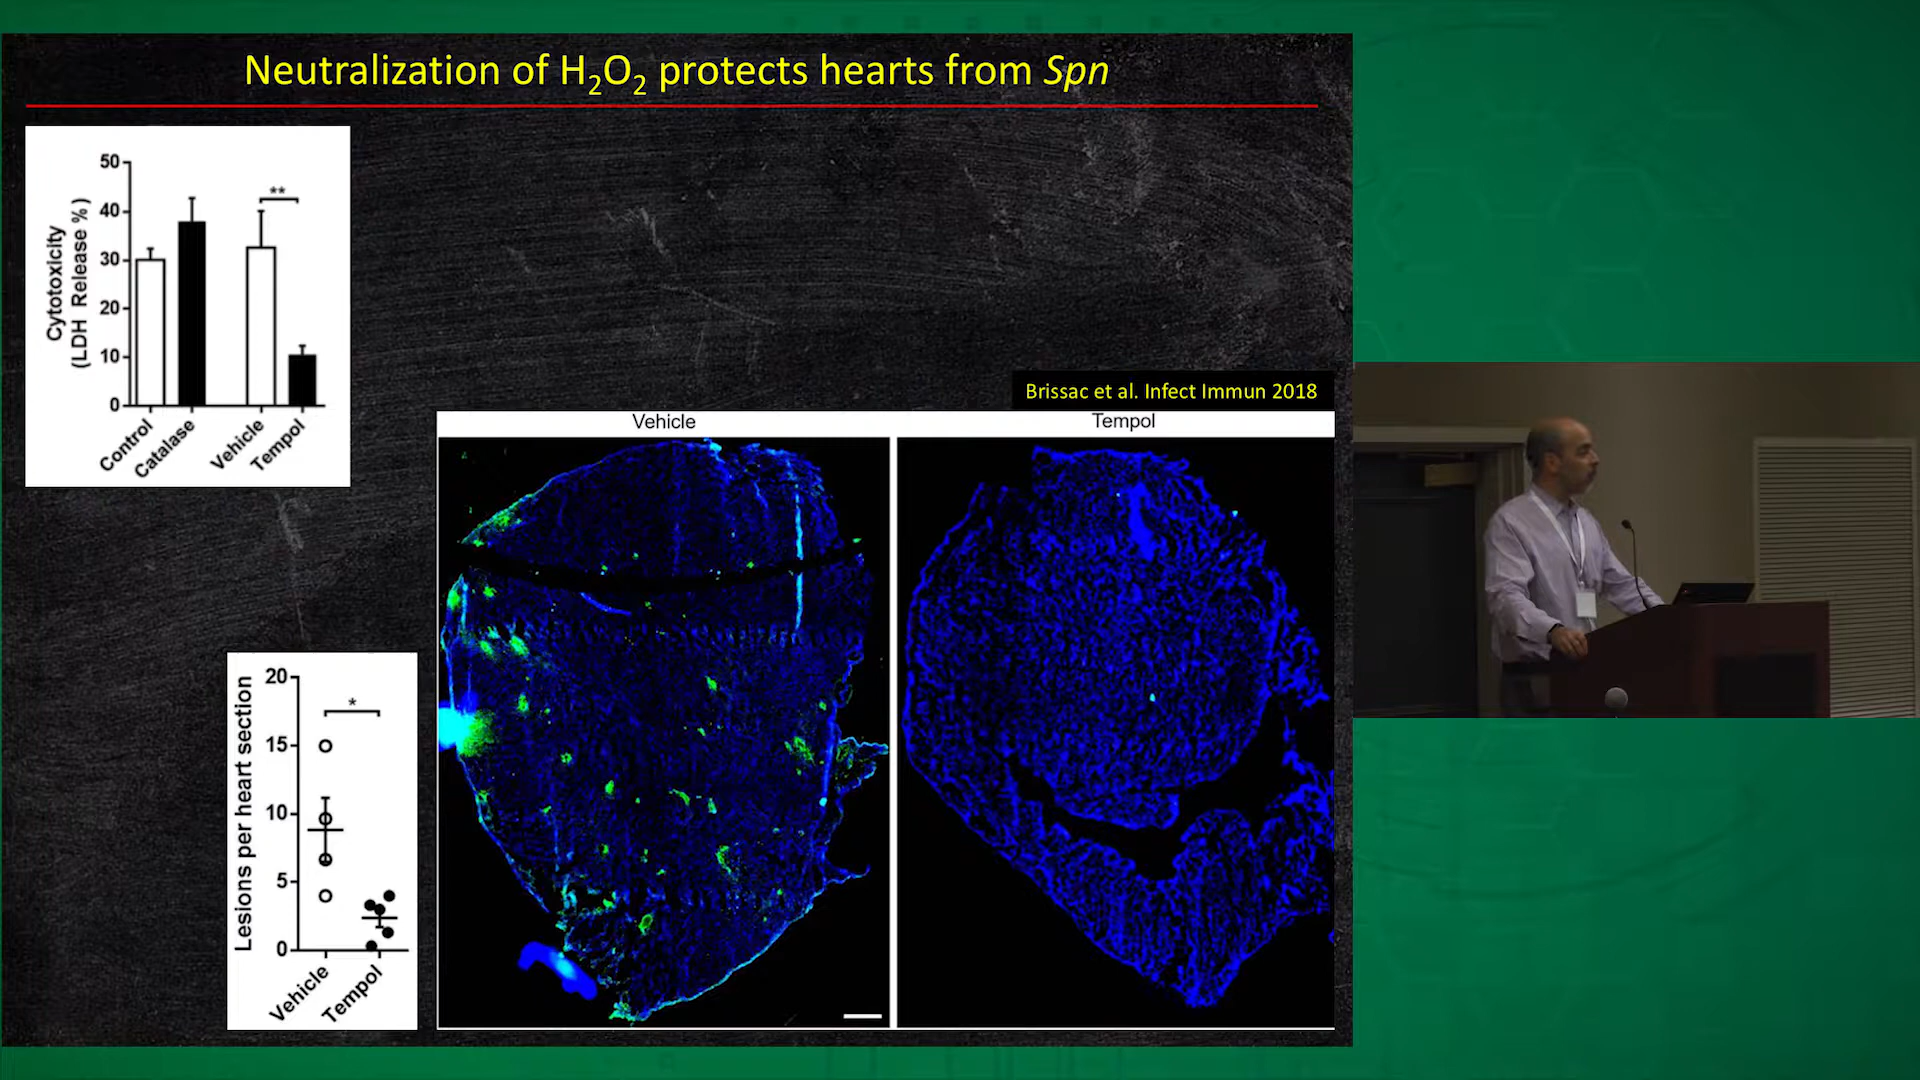 Neutralization of H₂O₂ protects hearts from Spn
50
40
30
20
10
0
Cytotoxicity
(LDH Release %)
**
Control
Catalase
Vehicle
Tempol
Brissac et al. Infect Immun 2018
Vehicle
Tempol
20
15
10
5
0
Lesions per heart section
*
Vehicle
Tempol